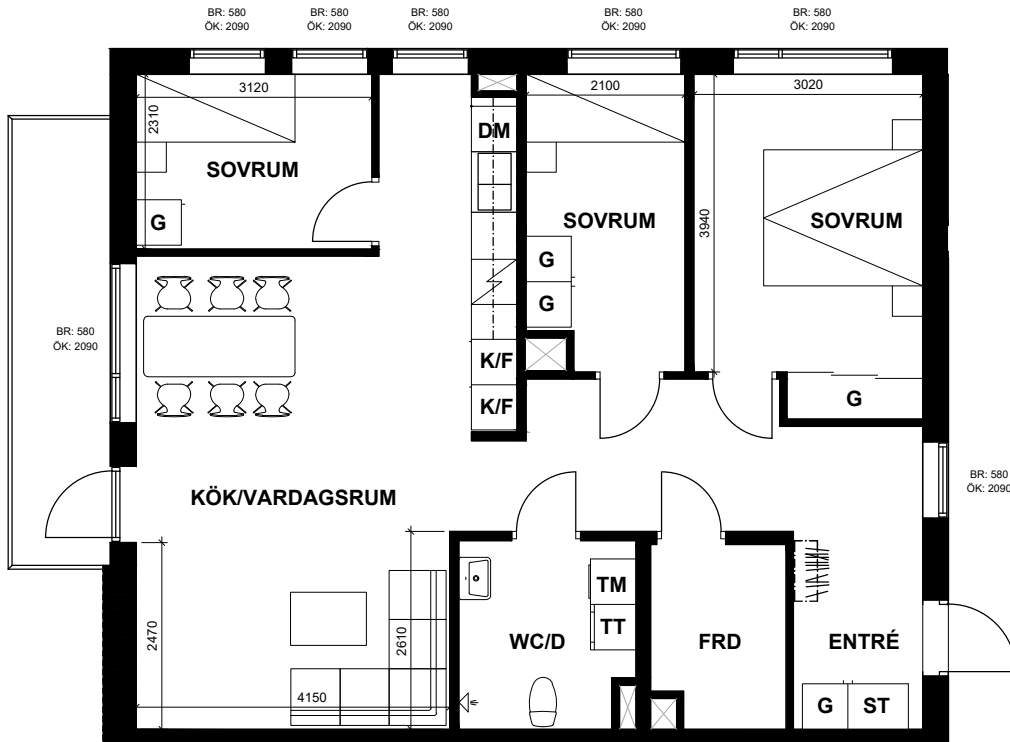 BR: 580
ÖK: 2090
BR: 580
ÖK: 2090
BR: 580
ÖK: 2090
BR: 580
ÖK: 2090
BR: 580
ÖK: 2090
3120
2100
3020
2310
DM
SOVRUM
SOVRUM
SOVRUM
G
3940
G
G
BR: 580
ÖK: 2090
K/F
K/F
G
BR: 580
ÖK: 2090
KÖK/VARDAGSRUM
TM
TT
2470
2610
WC/D
FRD
ENTRÉ
4150
G
ST